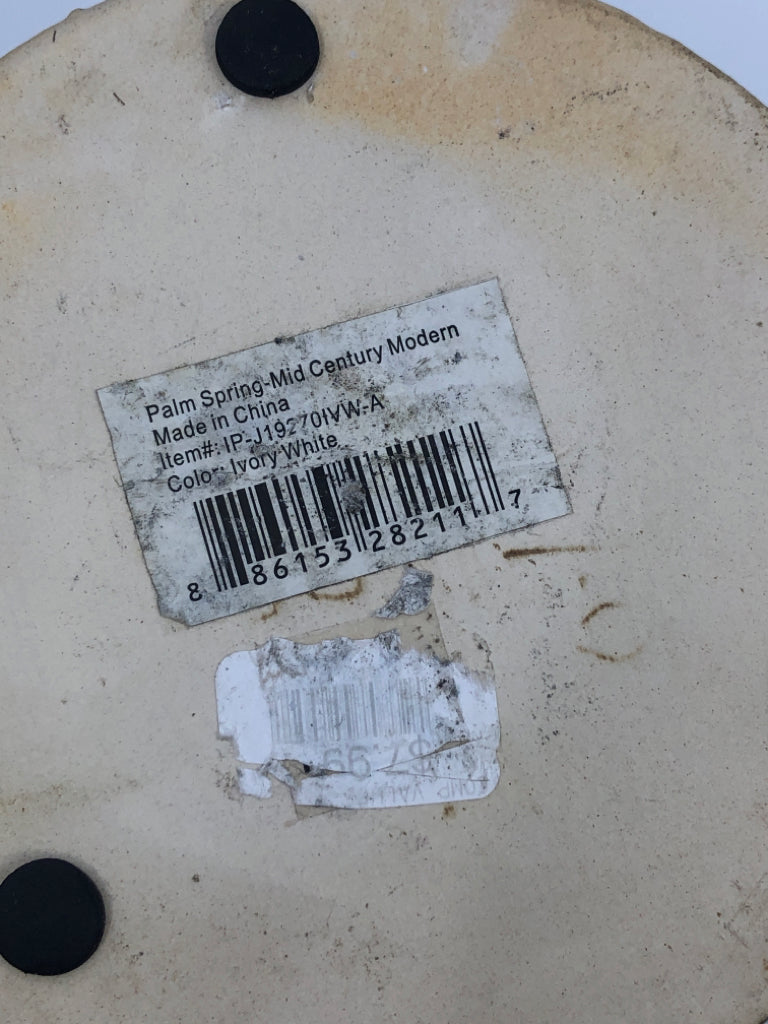 Palm Spring-Mid Century Modern
Made in China
Item#: IP-J19270IVW-A
Color: Ivory White
8 86153 28211 7